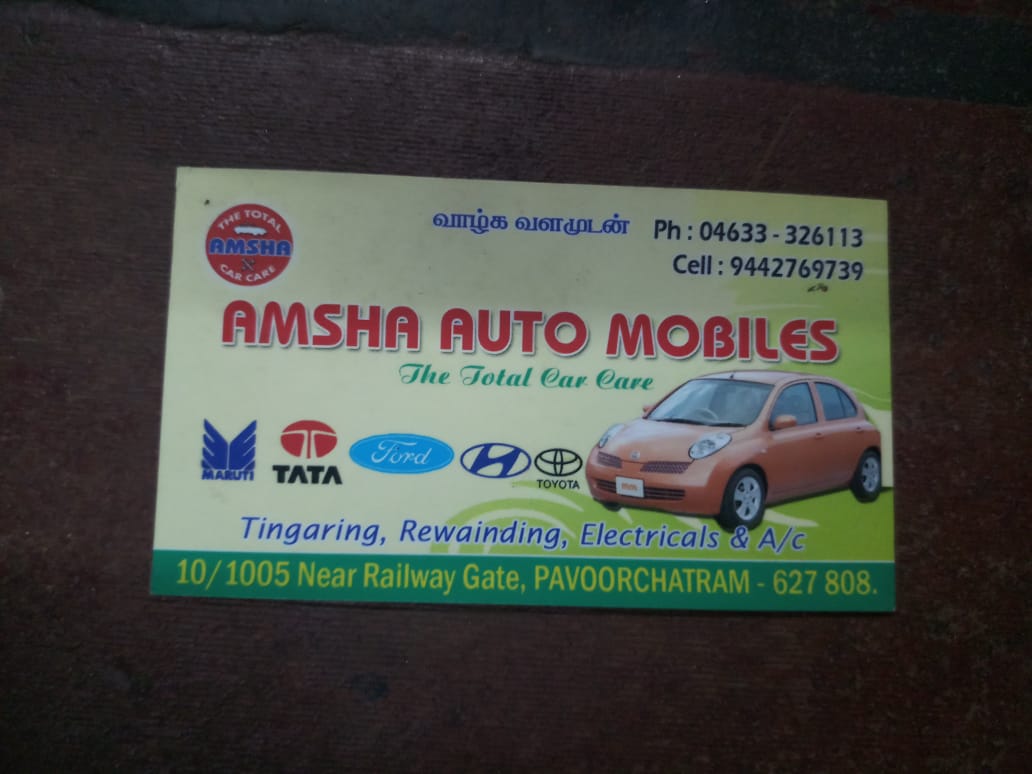 THE TOTAL
AMSHA
CAR CARE
வாழ்க வளமுடன்
Ph : 04633 - 326113
Cell : 9442769739
AMSHA AUTO MOBILES
The Total Car Care
MARUTI
TATA
Ford
TOYOTA
Tingaring, Rewainding, Electricals & A/c
10/1005 Near Railway Gate, PAVOORCHATRAM - 627 808.